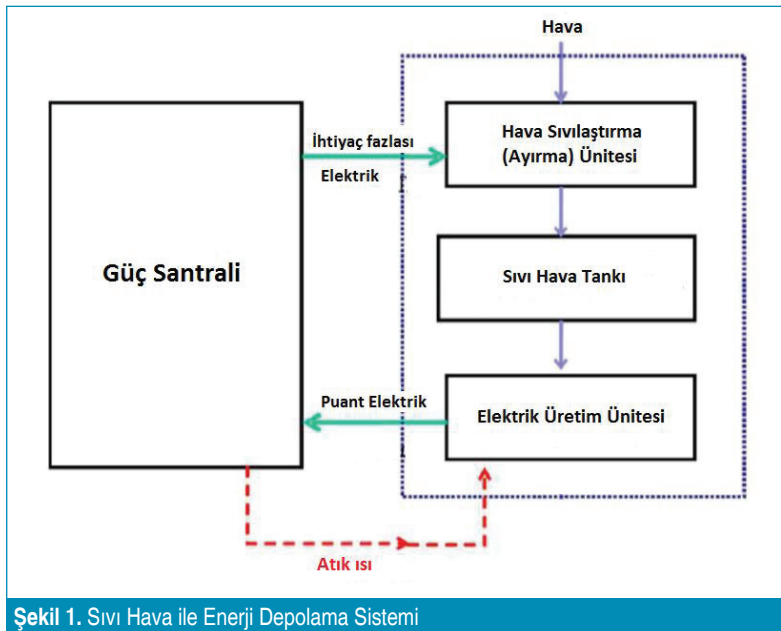 Hava
Hava Sıvılaştırma
(Ayırma) Ünitesi
İhtiyaç fazlası
Elektrik
Güç Santrali
Sıvı Hava Tankı
Puant Elektrik
Elektrik Üretim Ünitesi
Atık ısı
Şekil 1. Sıvı Hava ile Enerji Depolama Sistemi